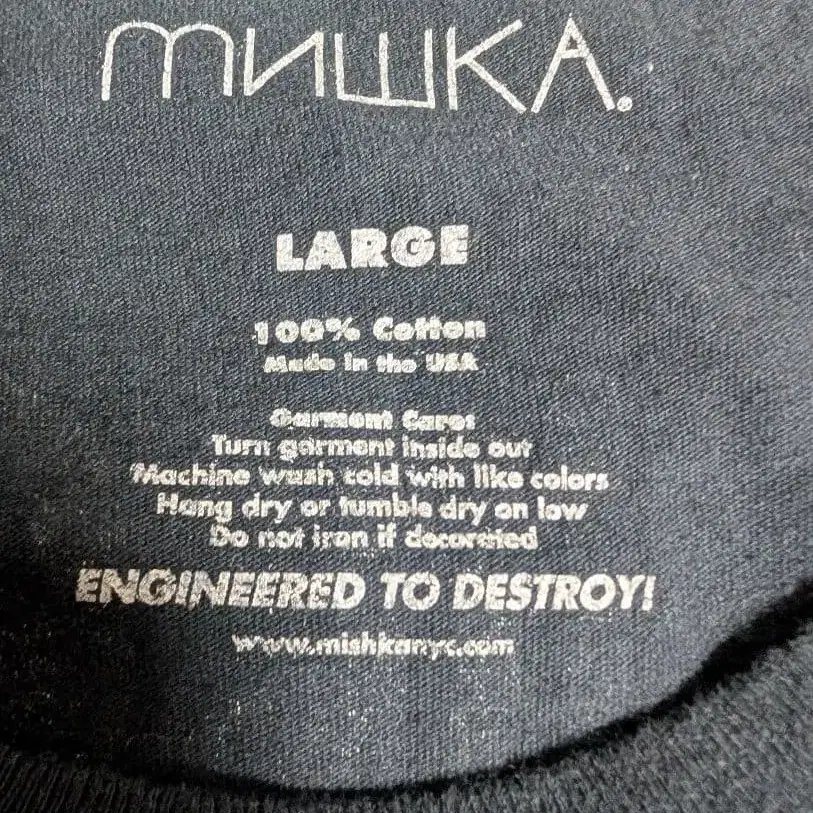 МИШКА.
LARGE
100% Cotton
Made in the USA
Garment Care:
Turn garment inside out
Machine wash cold with like colors
Hang dry or tumble dry on low
Do not iron if decorated
ENGINEERED TO DESTROY!
www.mishkanyc.com